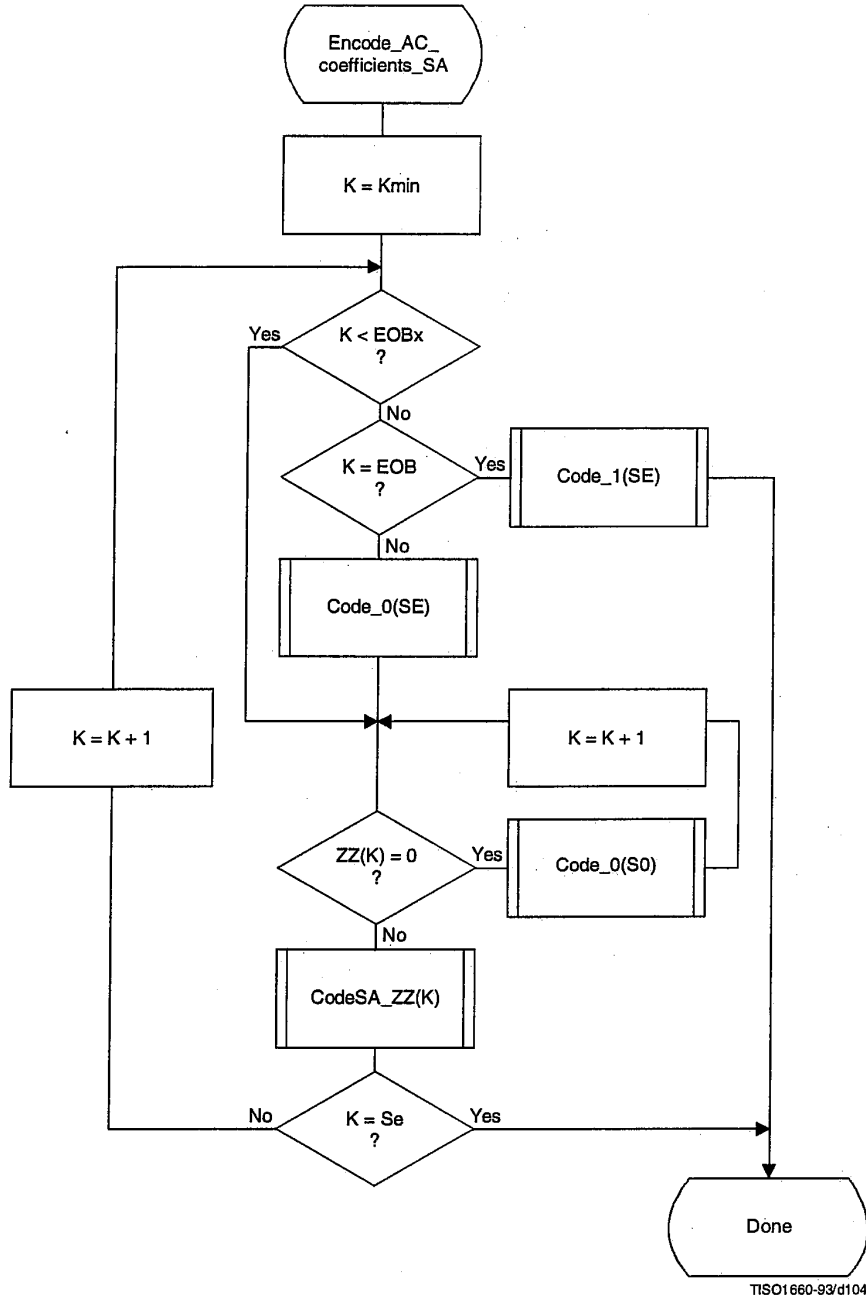 Encode_AC_
coefficients_SA
K = Kmin
Yes
K < EOBx
?
No
K = EOB
?
Yes
Code_1(SE)
No
Code_0(SE)
K = K + 1
K = K + 1
ZZ(K) = 0
?
Yes
Code_0(S0)
No
CodeSA_ZZ(K)
No
K = Se
?
Yes
Done
TISO1660-93/d104